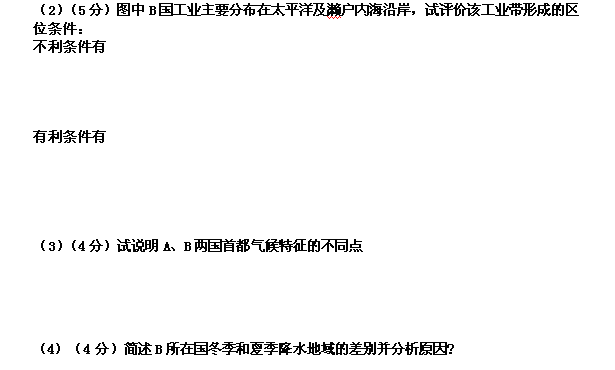 （2）（5 分）图中 B 国工业主要分布在太平洋及濑户内海沿岸，试评价该工业带形成的区
位条件：
不利条件有
有利条件有
（3）（4 分）试说明 A、B 两国首都气候特征的不同点
（4）（4 分）简述 B 所在国冬季和夏季降水地域的差别并分析原因？